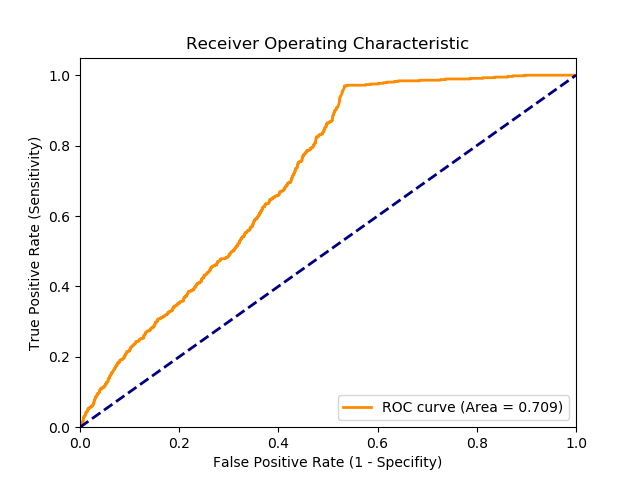 Receiver Operating Characteristic
True Positive Rate (Sensitivity)
1.0
0.8
0.6
0.4
0.2
0.0
ROC curve (Area = 0.709)
0.0 0.2 0.4 0.6 0.8 1.0
False Positive Rate (1 - Specifity)